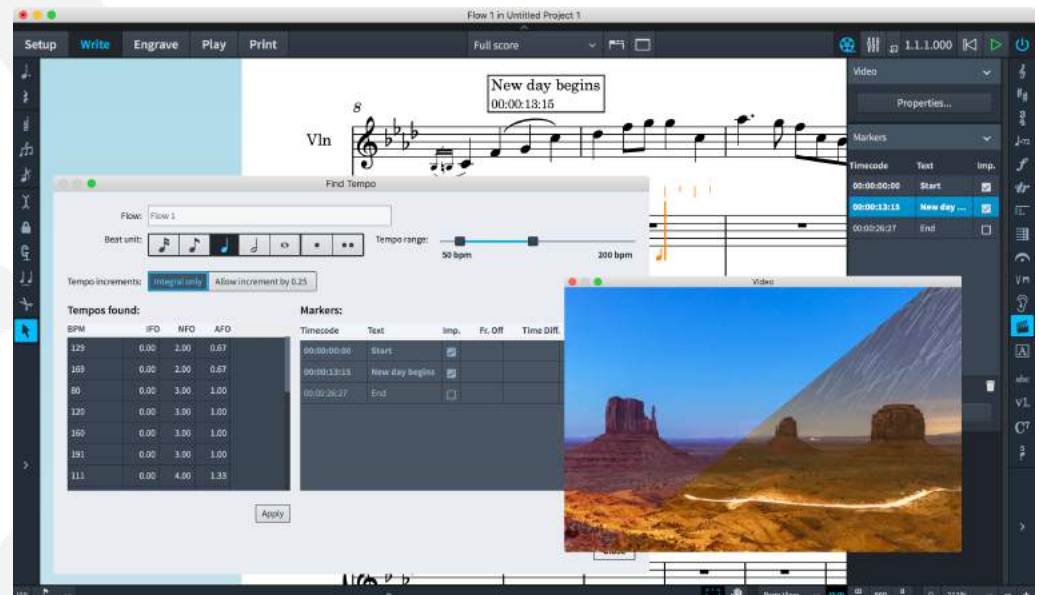 Flow 1 in Untitled Project 1
Setup Write Engrave Play Print
Full score
1.1.1.000
New day begins
00:00:13:15
8
Vln
Video
Properties...
Markers
Timecode Text Imp.
00:00:00:00 Start
00:00:13:15 New day ...
00:00:26:27 End
Find Tempo
Flow: Flow 1
Beat unit:
Tempo range:
50 bpm 200 bpm
Tempo increments: Integral only Allow increment by 0.25
Tempos found:
BPM IFO NFO AFO
129 0.00 2.00 0.67
169 0.00 2.00 0.67
80 0.00 3.00 1.00
120 0.00 3.00 1.00
160 0.00 3.00 1.00
191 0.00 3.00 1.00
111 0.00 4.00 1.33
Apply
Markers:
Timecode Text Imp. Fr. Off Time Diff.
00:00:00:00 Start
00:00:13:15 New day begins
00:00:26:27 End
Video
Close
abc
v1.
C7